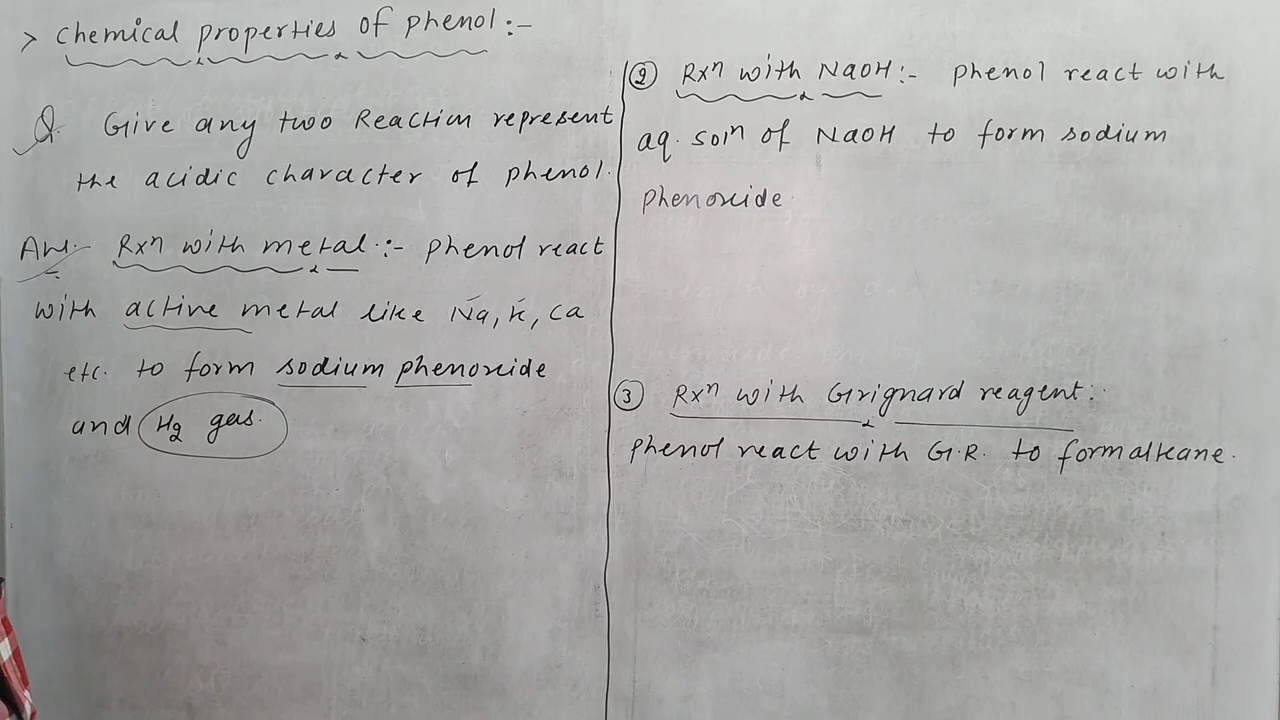 > Chemical properties of phenol :-
Q. Give any two Reaction represent
the acidic character of phenol.
Ans:- Rxⁿ with metal :- phenol react
with active metal like Na, K, Ca
etc. to form sodium phenoxide
and H₂ gas.
② Rxⁿ with NaOH :- phenol react with
aq. solⁿ of NaOH to form sodium
phenoxide.
③ Rxⁿ with Grignard reagent :-
phenol react with G.R. to form alkane.